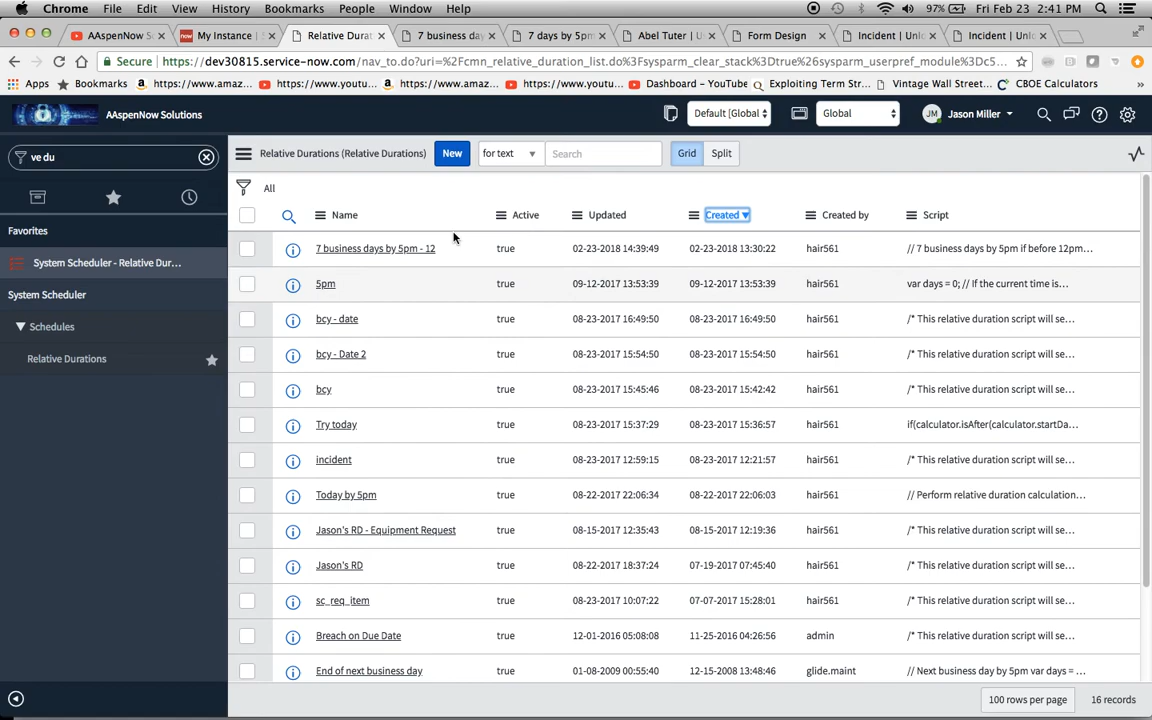 Chrome File Edit View History Bookmarks People Window Help 97% Fri Feb 23 2:41 PM
AAspenNow S My Instance | S Relative Durat 7 business day 7 days by 5pm Abel Tuter | U Form Design Incident | Unlo Incident | Unlo
Secure https://dev30815.service-now.com/nav_to.do?uri=%2Fcmn_relative_duration_list.do%3Fsysparm_clear_stack%3Dtrue%26sysparm_userpref_module%3Dc5...
Apps Bookmarks https://www.amaz... https://www.youtu... https://www.amaz... https://www.youtu... Dashboard – YouTube Exploiting Term Str... Vintage Wall Street... CBOE Calculators »
AAspenNow Solutions Default [Global Global JM Jason Miller
ve du Relative Durations (Relative Durations) New for text Search Grid Split
All
Name Active Updated Created ▼ Created by Script
Favorites
7 business days by 5pm - 12 true 02-23-2018 14:39:49 02-23-2018 13:30:22 hair561 // 7 business days by 5pm if before 12pm...
System Scheduler - Relative Dur...
5pm true 09-12-2017 13:53:39 09-12-2017 13:53:39 hair561 var days = 0; // If the current time is...
System Scheduler
bcy - date true 08-23-2017 16:49:50 08-23-2017 16:49:50 hair561 /* This relative duration script will se...
Schedules
bcy - Date 2 true 08-23-2017 15:54:50 08-23-2017 15:54:50 hair561 /* This relative duration script will se...
Relative Durations
bcy true 08-23-2017 15:45:46 08-23-2017 15:42:42 hair561 /* This relative duration script will se...
Try today true 08-23-2017 15:37:29 08-23-2017 15:36:57 hair561 if(calculator.isAfter(calculator.startDa...
incident true 08-23-2017 12:59:15 08-23-2017 12:21:57 hair561 /* This relative duration script will se...
Today by 5pm true 08-22-2017 22:06:34 08-22-2017 22:06:03 hair561 // Perform relative duration calculation...
Jason's RD - Equipment Request true 08-15-2017 12:35:43 08-15-2017 12:19:36 hair561 /* This relative duration script will se...
Jason's RD true 08-22-2017 18:37:24 07-19-2017 07:45:40 hair561 /* This relative duration script will se...
sc_req_item true 08-23-2017 10:07:22 07-07-2017 15:28:01 hair561 /* This relative duration script will se...
Breach on Due Date true 12-01-2016 05:08:08 11-25-2016 04:26:56 admin /* This relative duration script will se...
End of next business day true 01-08-2009 00:55:40 12-15-2008 13:48:46 glide.maint // Next business day by 5pm var days = ...
100 rows per page 16 records